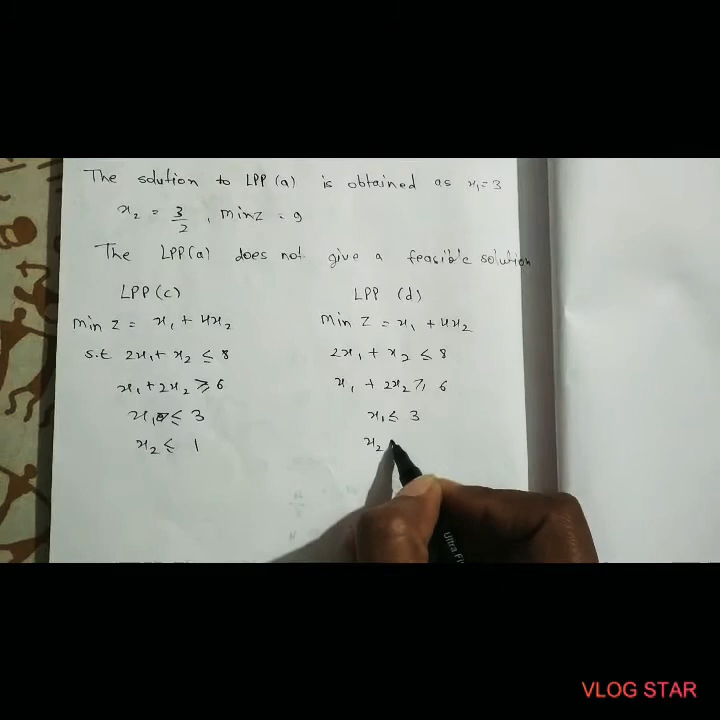 The solution to LPP (a) is obtained as x₁=3
x₂ = 3/2, min z = 9
The LPP(a) does not give a feasible solution
LPP (c)
min z = x₁ + 4x₂
s.t 2x₁ + x₂ ≤ 8
x₁ + 2x₂ ≥ 6
x₁ ≤ 3
x₂ ≤ 1
LPP (d)
min z = x₁ + 4x₂
2x₁ + x₂ ≤ 8
x₁ + 2x₂ ≥ 6
x₁ ≤ 3
x₂
Ultra Fi
VLOG STAR